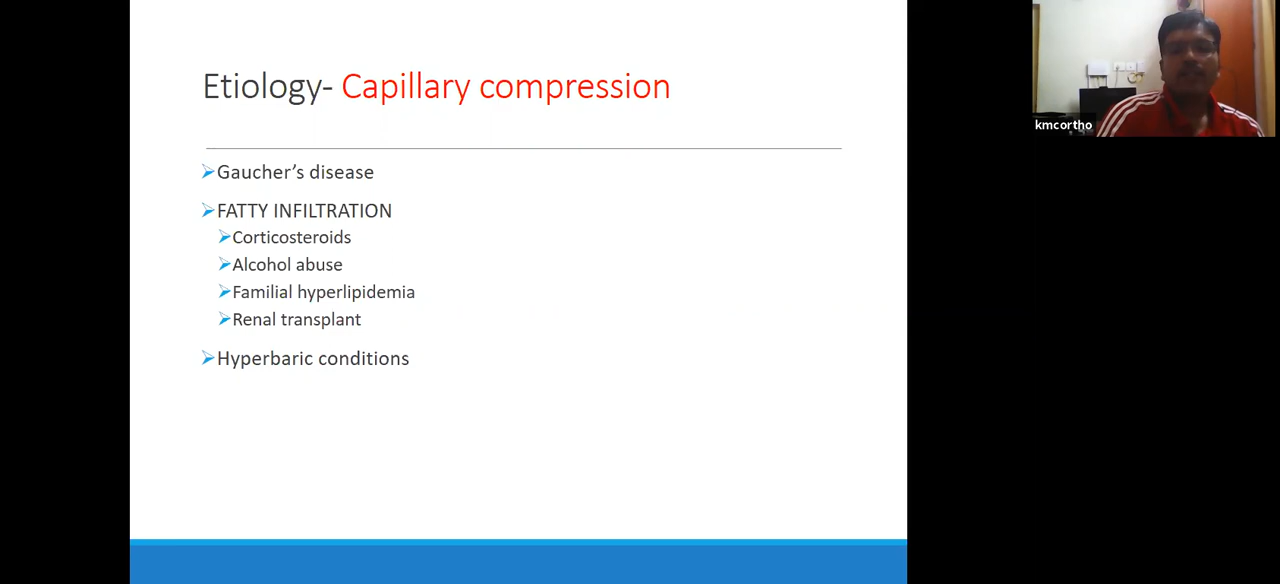 Etiology- Capillary compression
Gaucher’s disease
FATTY INFILTRATION
Corticosteroids
Alcohol abuse
Familial hyperlipidemia
Renal transplant
Hyperbaric conditions
kmcortho